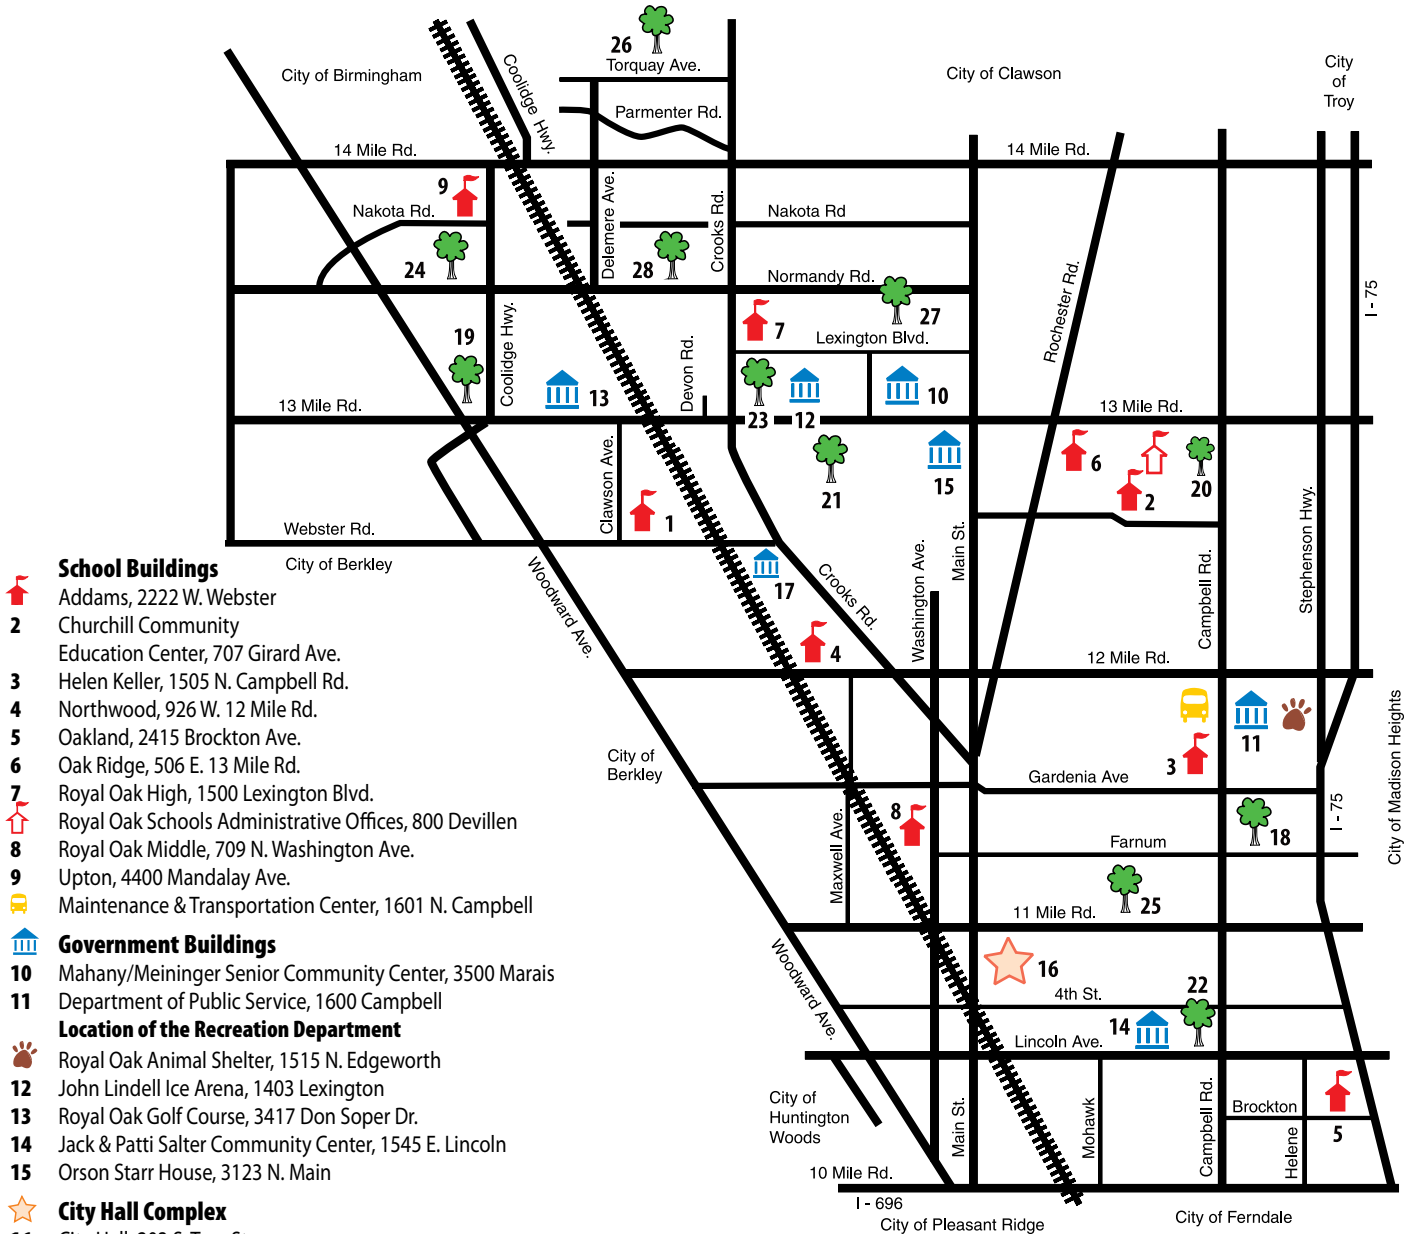 26
Torquay Ave.
City of Birmingham
Coolidge Hwy.
City of Clawson
City
of
Troy
Parmenter Rd.
14 Mile Rd.
14 Mile Rd.
9
Nakota Rd.
Delemere Ave.
Crooks Rd.
Nakota Rd
24
28
Normandy Rd.
Rochester Rd.
I - 75
19
Coolidge Hwy.
7
27
Lexington Blvd.
13
Devon Rd.
10
13 Mile Rd.
23
12
13 Mile Rd.
Clawson Ave.
21
15
6
2
20
1
Webster Rd.
Main St.
Stephenson Hwy.
City of Berkley
Woodward Ave.
17
Crooks Rd.
Washington Ave.
Campbell Rd.
4
12 Mile Rd.
City of
Berkley
11
3
Gardenia Ave
City of Madison Heights
Maxwell Ave.
8
18
I - 75
Farnum
25
11 Mile Rd.
Woodward Ave.
16
22
4th St.
14
Lincoln Ave.
City of
Huntington
Woods
Main St.
Mohawk
Campbell Rd.
Brockton
Helene
5
10 Mile Rd.
I - 696
City of Pleasant Ridge
City of Ferndale
School Buildings
Addams, 2222 W. Webster
2 Churchill Community
Education Center, 707 Girard Ave.
3 Helen Keller, 1505 N. Campbell Rd.
4 Northwood, 926 W. 12 Mile Rd.
5 Oakland, 2415 Brockton Ave.
6 Oak Ridge, 506 E. 13 Mile Rd.
7 Royal Oak High, 1500 Lexington Blvd.
Royal Oak Schools Administrative Offices, 800 Devillen
8 Royal Oak Middle, 709 N. Washington Ave.
9 Upton, 4400 Mandalay Ave.
Maintenance & Transportation Center, 1601 N. Campbell
Government Buildings
10 Mahany/Meininger Senior Community Center, 3500 Marais
11 Department of Public Service, 1600 Campbell
Location of the Recreation Department
Royal Oak Animal Shelter, 1515 N. Edgeworth
12 John Lindell Ice Arena, 1403 Lexington
13 Royal Oak Golf Course, 3417 Don Soper Dr.
14 Jack & Patti Salter Community Center, 1545 E. Lincoln
15 Orson Starr House, 3123 N. Main
City Hall Complex